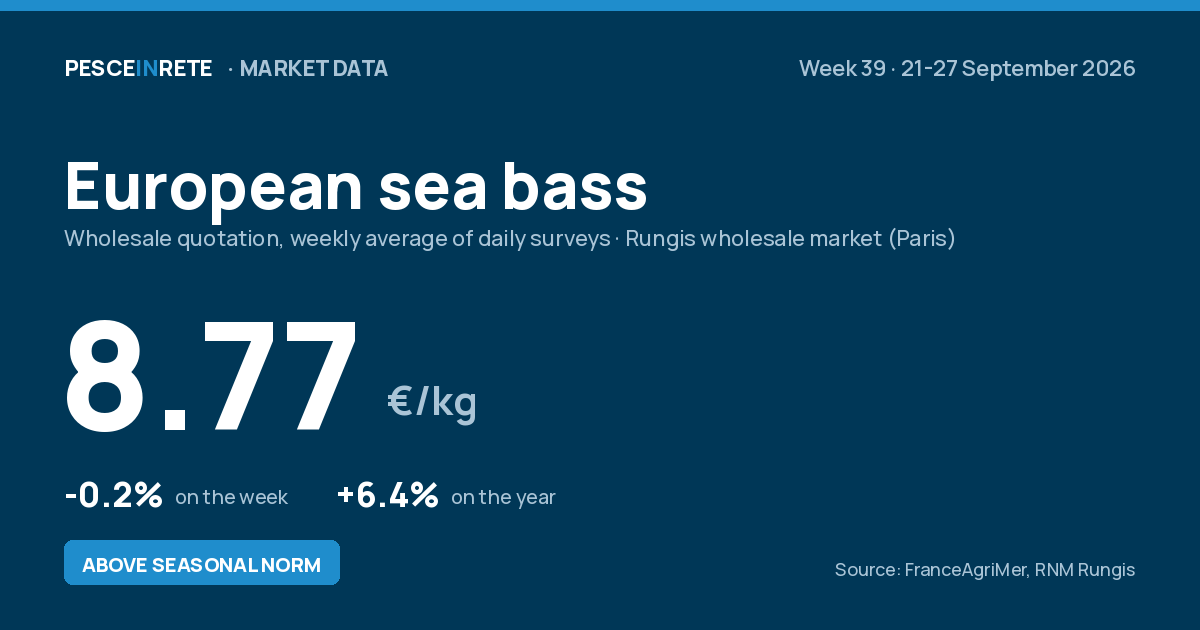 PESCEINRETE · MARKET DATA
Week 39 · 21-27 September 2026
European sea bass
Wholesale quotation, weekly average of daily surveys · Rungis wholesale market (Paris)
8.77 €/kg
-0.2% on the week +6.4% on the year
ABOVE SEASONAL NORM
Source: FranceAgriMer, RNM Rungis